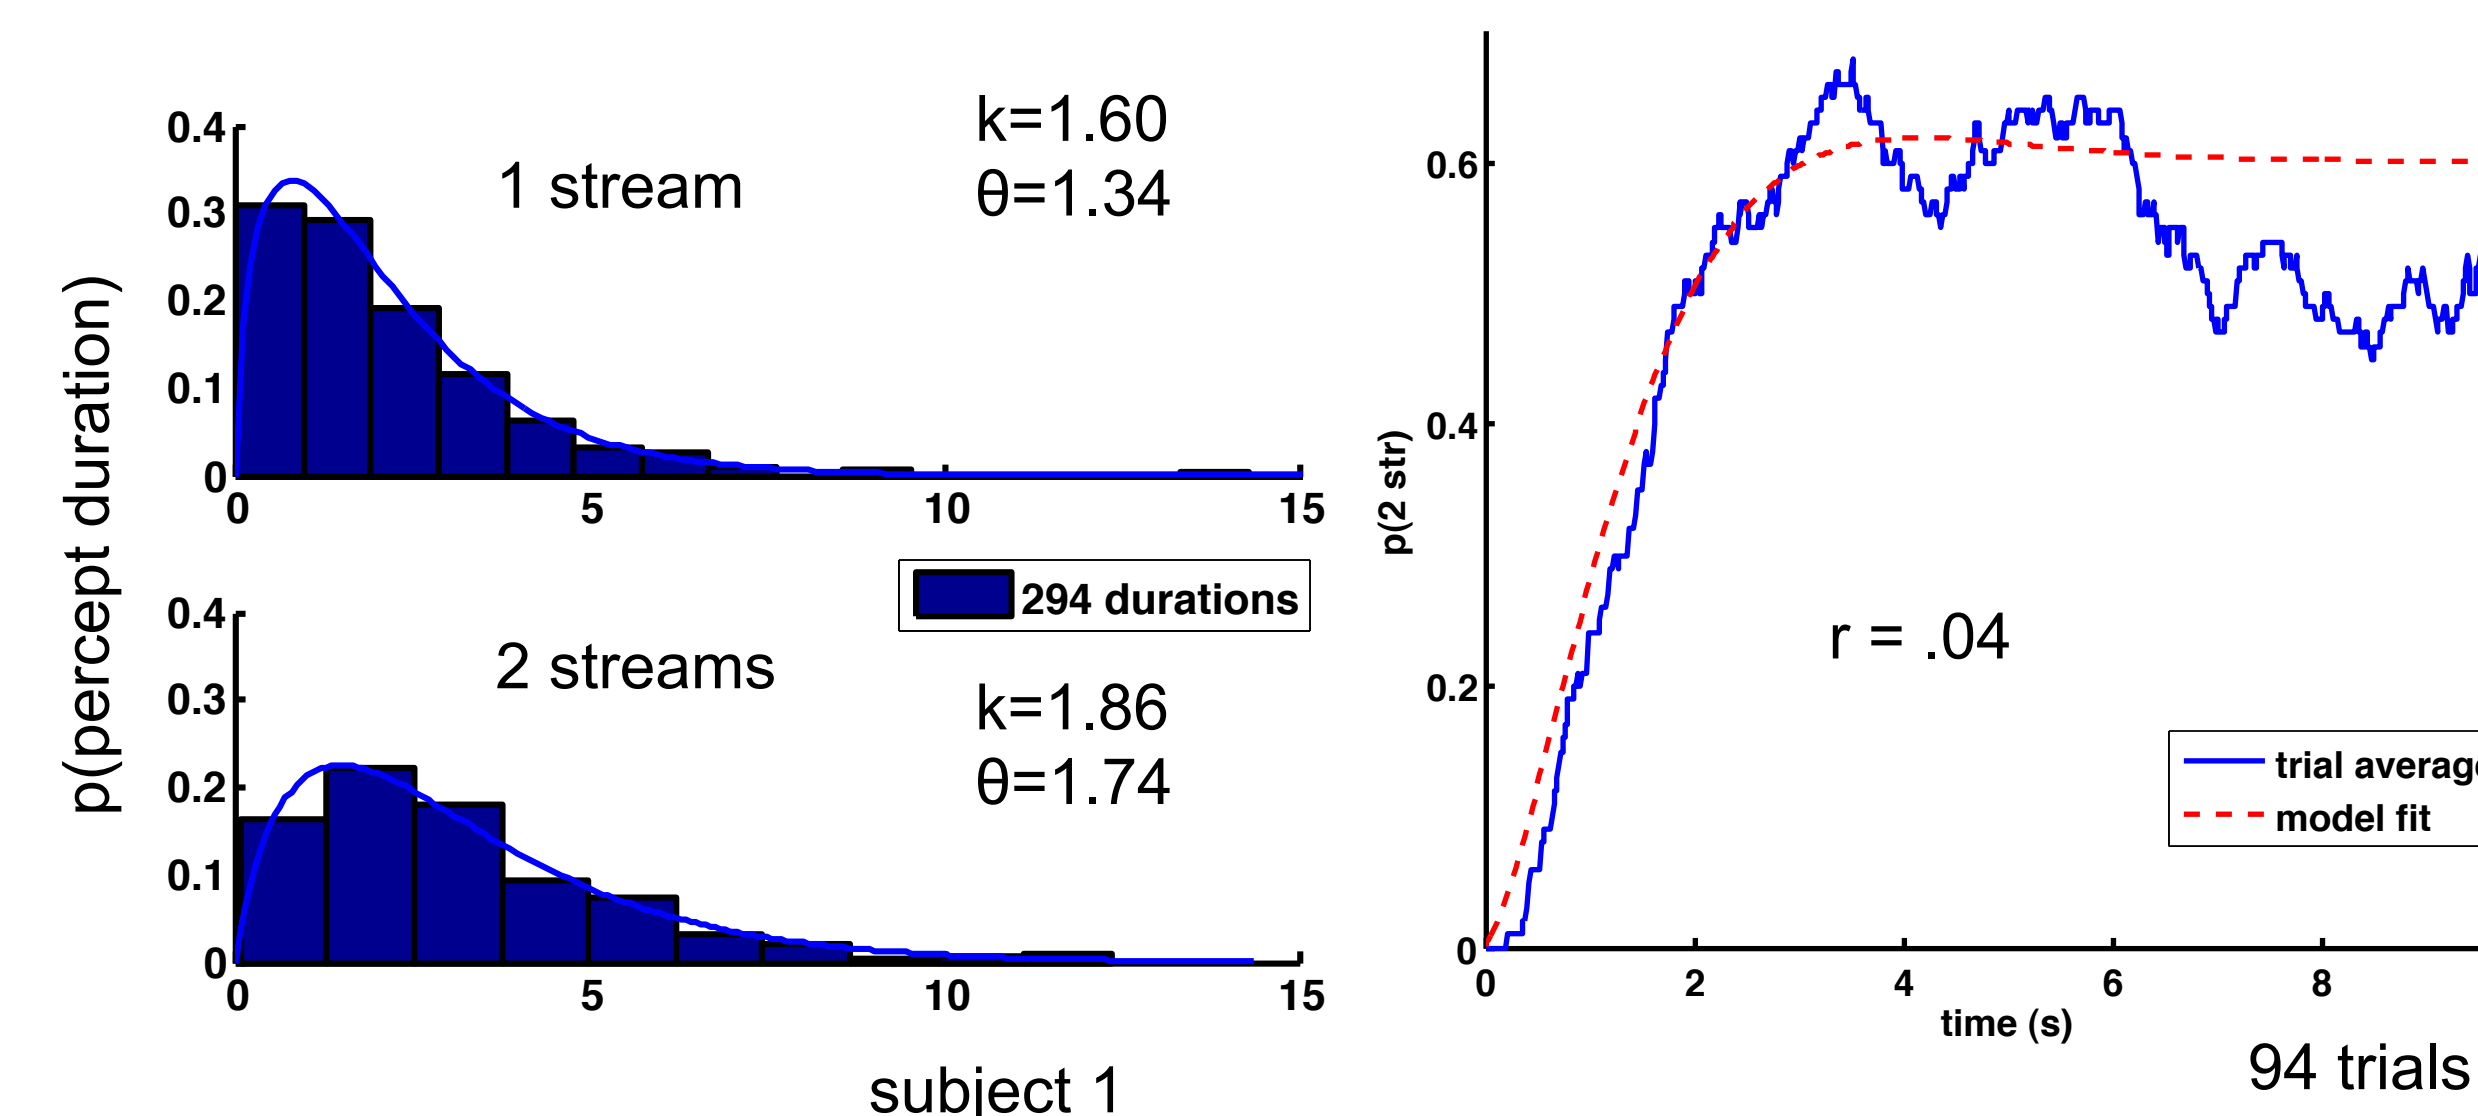 p(percept duration)
0.4
0.3
0.2
0.1
0
0
5
10
15
1 stream
k=1.60
θ=1.34
294 durations
0.4
0.3
0.2
0.1
0
0
5
10
15
2 streams
k=1.86
θ=1.74
subject 1
p(2 str)
0.6
0.4
0.2
0
0
2
4
6
8
time (s)
r = .04
trial average
model fit
94 trials